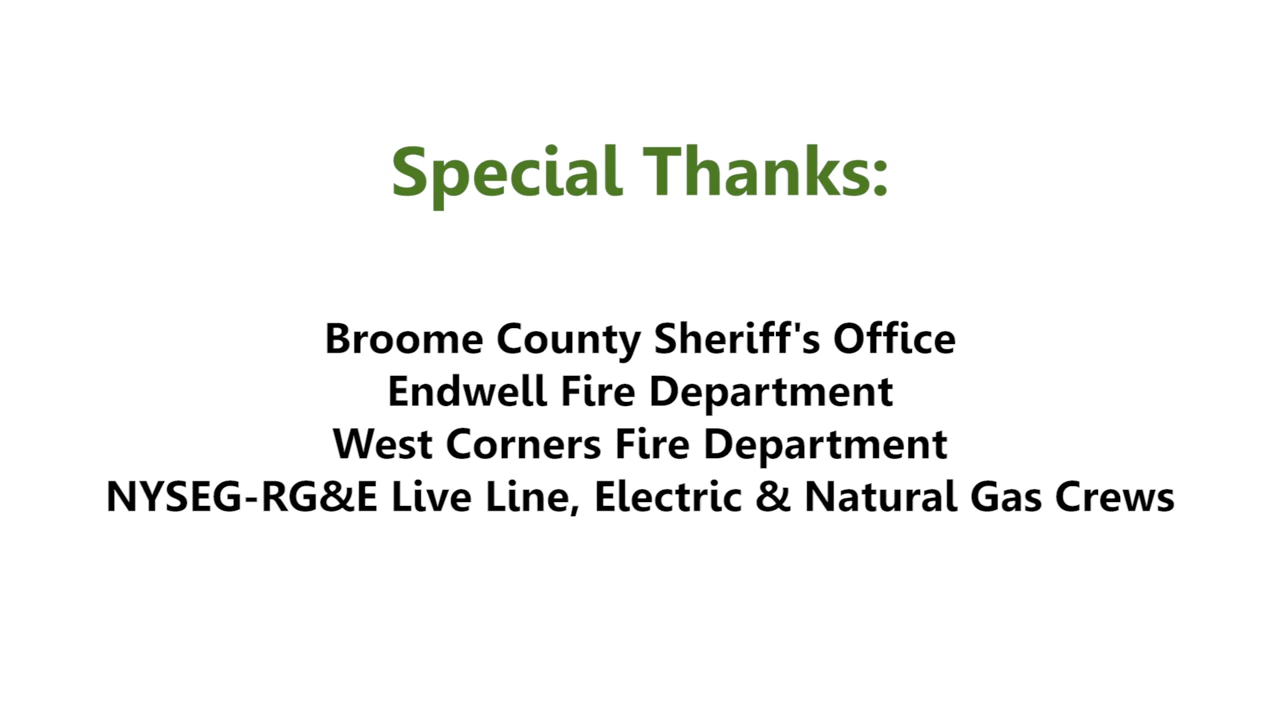 Special Thanks:
Broome County Sheriff's Office
Endwell Fire Department
West Corners Fire Department
NYSEG-RG&E Live Line, Electric & Natural Gas Crews